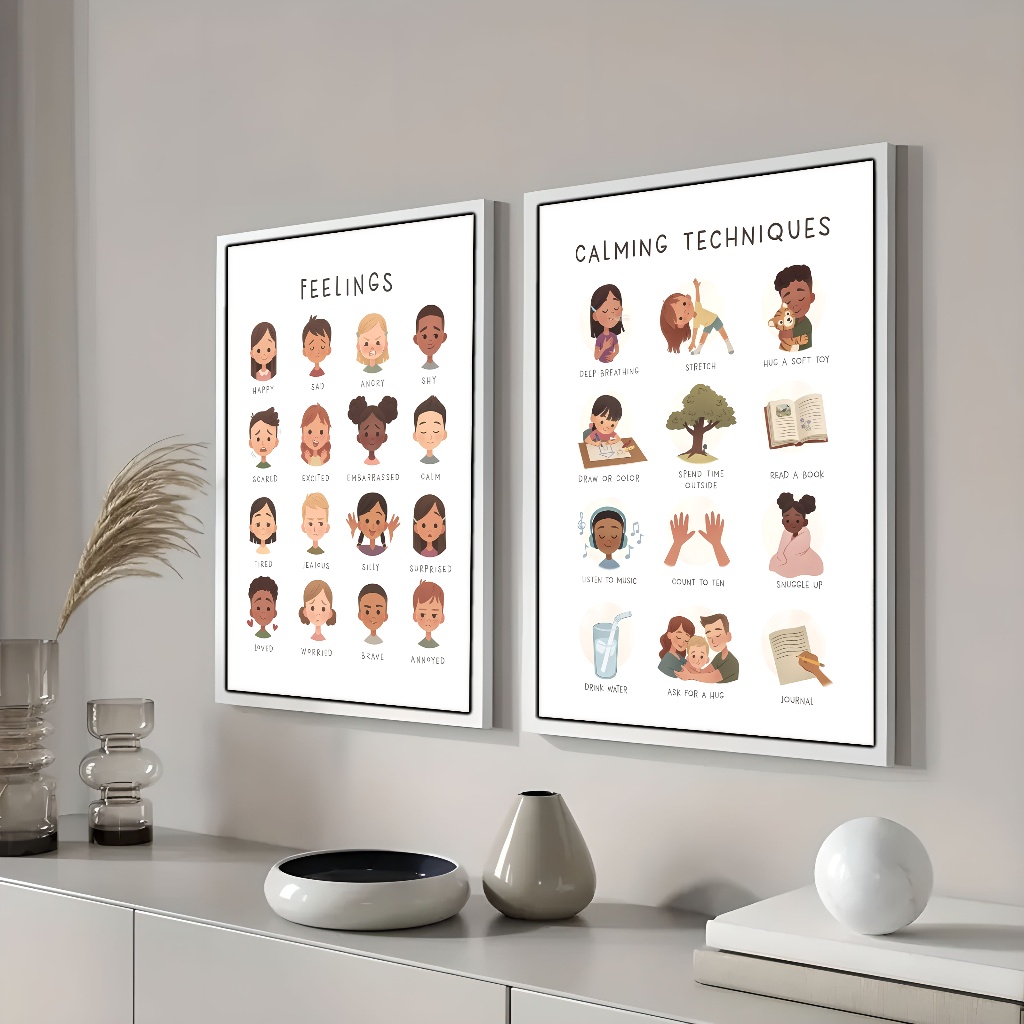 FEELINGS
HAPPY SAD ANGRY SHY
SCARED EXCITED EMBARRASSED CALM
TIRED JEALOUS SILLY SURPRISED
LOVED WORRIED BRAVE ANNOYED
CALMING TECHNIQUES
DEEP BREATHING STRETCH HUG A SOFT TOY
DRAW OR COLOR SPEND TIME OUTSIDE READ A BOOK
LISTEN TO MUSIC COUNT TO TEN SNUGGLE UP
DRINK WATER ASK FOR A HUG JOURNAL